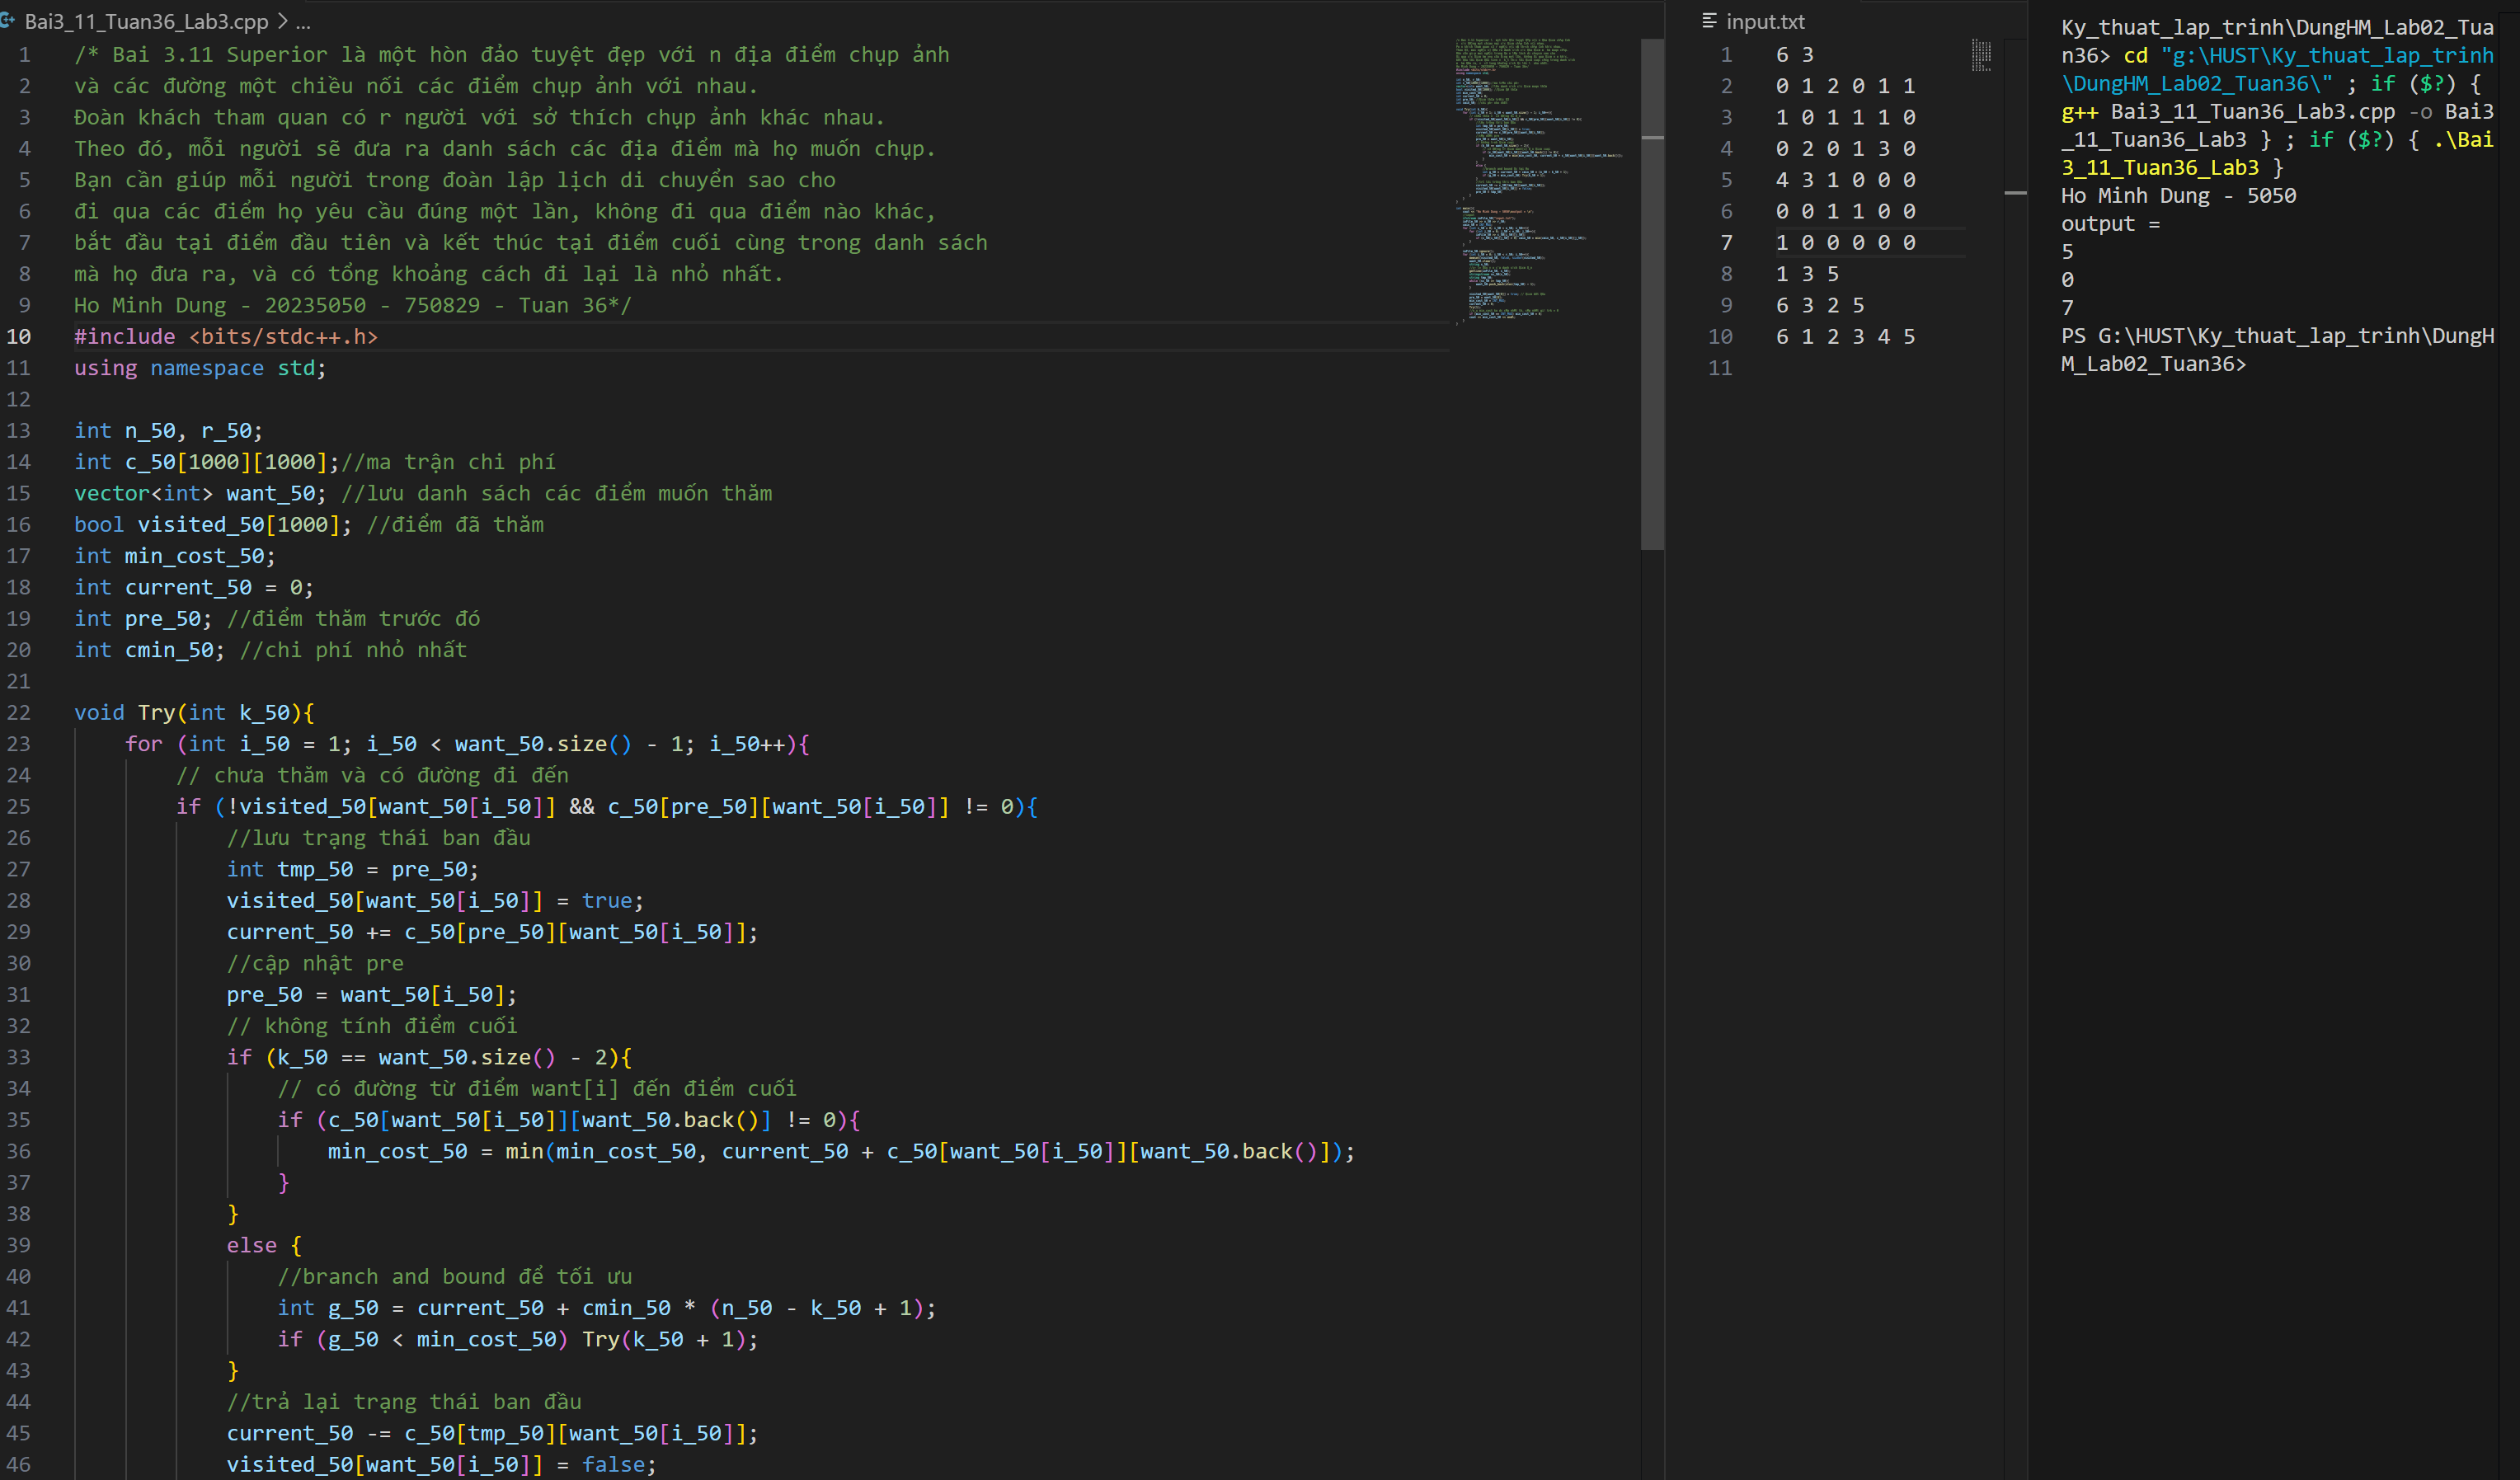 Bai3_11_Tuan36_Lab3.cpp > ...
1 /* Bai 3.11 Superior là một hòn đảo tuyệt đẹp với n địa điểm chụp ảnh
2 và các đường một chiều nối các điểm chụp ảnh với nhau.
3 Đoàn khách tham quan có r người với sở thích chụp ảnh khác nhau.
4 Theo đó, mỗi người sẽ đưa ra danh sách các địa điểm mà họ muốn chụp.
5 Bạn cần giúp mỗi người trong đoàn lập lịch di chuyển sao cho
6 đi qua các điểm họ yêu cầu đúng một lần, không đi qua điểm nào khác,
7 bắt đầu tại điểm đầu tiên và kết thúc tại điểm cuối cùng trong danh sách
8 mà họ đưa ra, và có tổng khoảng cách đi lại là nhỏ nhất.
9 Ho Minh Dung - 20235050 - 750829 - Tuan 36*/
10 #include <bits/stdc++.h>
11 using namespace std;
12
13 int n_50, r_50;
14 int c_50[1000][1000];//ma trận chi phí
15 vector<int> want_50; //lưu danh sách các điểm muốn thăm
16 bool visited_50[1000]; //điểm đã thăm
17 int min_cost_50;
18 int current_50 = 0;
19 int pre_50; //điểm thăm trước đó
20 int cmin_50; //chi phí nhỏ nhất
21
22 void Try(int k_50){
23 for (int i_50 = 1; i_50 < want_50.size() - 1; i_50++){
24 // chưa thăm và có đường đi đến
25 if (!visited_50[want_50[i_50]] && c_50[pre_50][want_50[i_50]] != 0){
26 //lưu trạng thái ban đầu
27 int tmp_50 = pre_50;
28 visited_50[want_50[i_50]] = true;
29 current_50 += c_50[pre_50][want_50[i_50]];
30 //cập nhật pre
31 pre_50 = want_50[i_50];
32 // không tính điểm cuối
33 if (k_50 == want_50.size() - 2){
34 // có đường từ điểm want[i] đến điểm cuối
35 if (c_50[want_50[i_50]][want_50.back()] != 0){
36 min_cost_50 = min(min_cost_50, current_50 + c_50[want_50[i_50]][want_50.back()]);
37 }
38 }
39 else {
40 //branch and bound để tối ưu
41 int g_50 = current_50 + cmin_50 * (n_50 - k_50 + 1);
42 if (g_50 < min_cost_50) Try(k_50 + 1);
43 }
44 //trả lại trạng thái ban đầu
45 current_50 -= c_50[tmp_50][want_50[i_50]];
46 visited_50[want_50[i_50]] = false;
input.txt
1 6 3
2 0 1 2 0 1 1
3 1 0 1 1 1 0
4 0 2 0 1 3 0
5 4 3 1 0 0 0
6 0 0 1 1 0 0
7 1 0 0 0 0 0
8 1 3 5
9 6 3 2 5
10 6 1 2 3 4 5
11
Ky_thuat_lap_trinh\DungHM_Lab02_Tua
n36> cd "g:\HUST\Ky_thuat_lap_trinh
\DungHM_Lab02_Tuan36\" ; if ($?) {
g++ Bai3_11_Tuan36_Lab3.cpp -o Bai3
_11_Tuan36_Lab3 } ; if ($?) { .\Bai
3_11_Tuan36_Lab3 }
Ho Minh Dung - 5050
output =
5
0
7
PS G:\HUST\Ky_thuat_lap_trinh\DungH
M_Lab02_Tuan36>